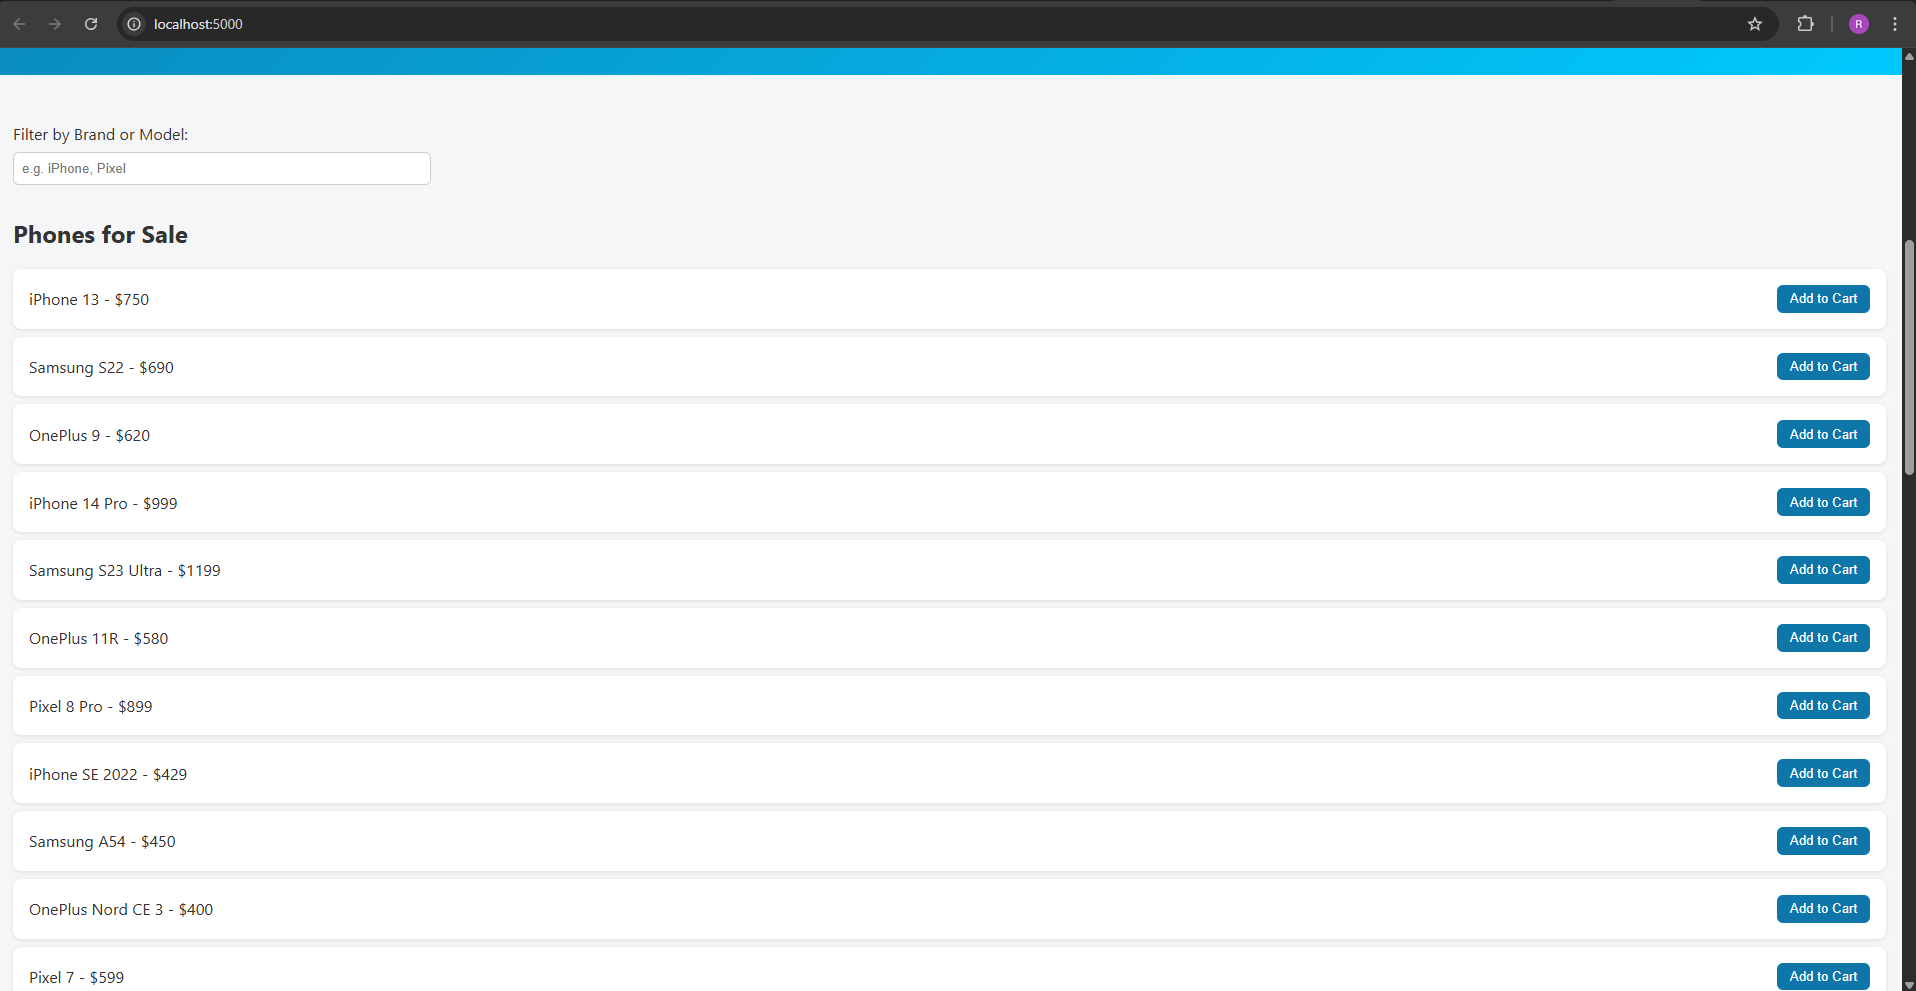 localhost:5000
R
Filter by Brand or Model:
e.g. iPhone, Pixel
Phones for Sale
iPhone 13 - $750 Add to Cart
Samsung S22 - $690 Add to Cart
OnePlus 9 - $620 Add to Cart
iPhone 14 Pro - $999 Add to Cart
Samsung S23 Ultra - $1199 Add to Cart
OnePlus 11R - $580 Add to Cart
Pixel 8 Pro - $899 Add to Cart
iPhone SE 2022 - $429 Add to Cart
Samsung A54 - $450 Add to Cart
OnePlus Nord CE 3 - $400 Add to Cart
Pixel 7 - $599 Add to Cart